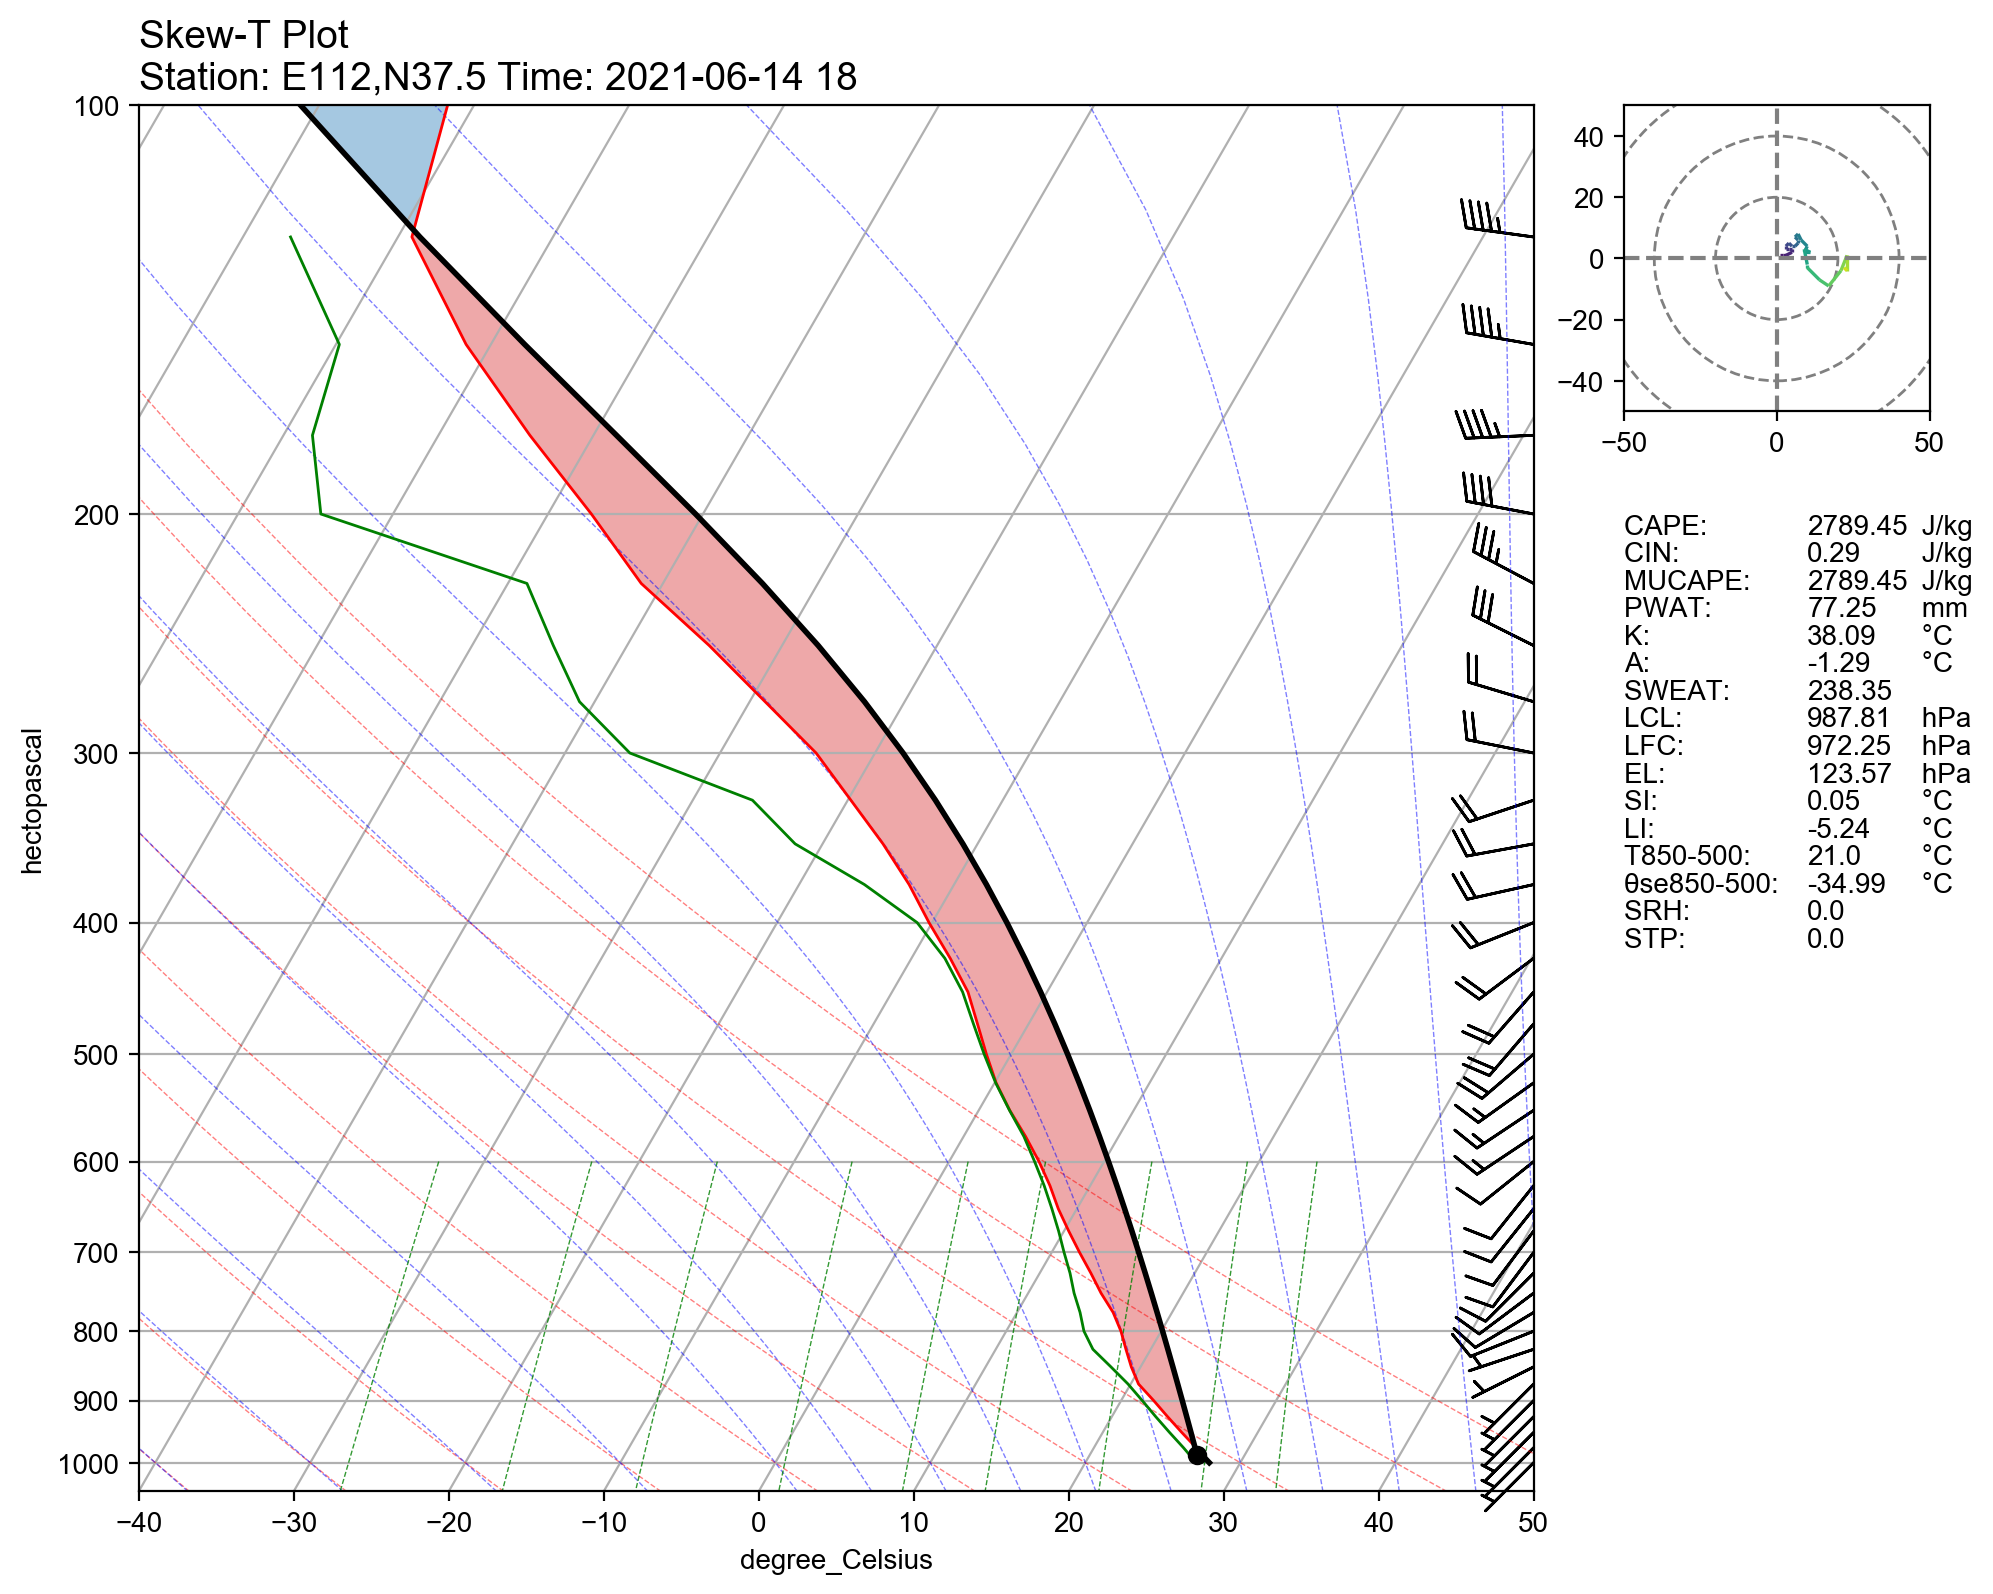 Skew-T Plot
Station: E112,N37.5 Time: 2021-06-14 18
100
200
300
400
500
600
700
800
900
1000
hectopascal
−40 −30 −20 −10 0 10 20 30 40 50
degree_Celsius
40
20
0
−20
−40
−50 0 50
CAPE: 2789.45 J/kg
CIN: 0.29 J/kg
MUCAPE: 2789.45 J/kg
PWAT: 77.25 mm
K: 38.09 °C
A: -1.29 °C
SWEAT: 238.35
LCL: 987.81 hPa
LFC: 972.25 hPa
EL: 123.57 hPa
SI: 0.05 °C
LI: -5.24 °C
T850-500: 21.0 °C
θse850-500: -34.99 °C
SRH: 0.0
STP: 0.0